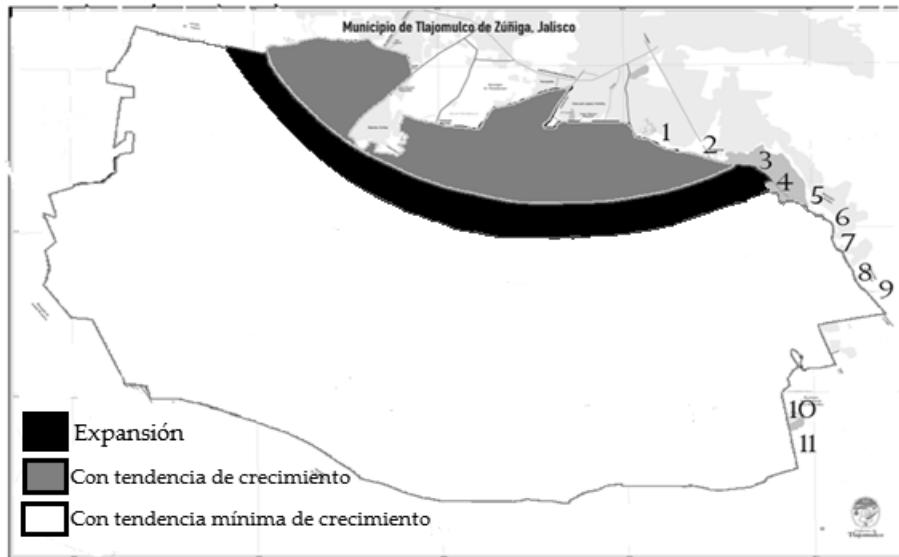 Municipio de Tlajomulco de Zúñiga, Jalisco
1
2
3
4
5
6
7
8
9
10
11
Expansión
Con tendencia de crecimiento
Con tendencia mínima de crecimiento
Tlajomulco